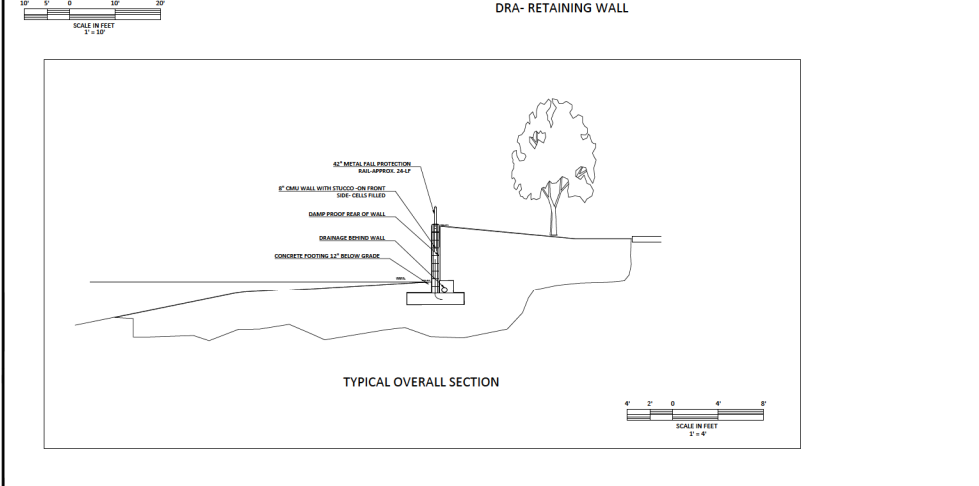 10' 5' 0 10' 20'
SCALE IN FEET
1' = 10'
DRA- RETAINING WALL
42" METAL FALL PROTECTION
RAIL-APPROX. 24-LF
8" CMU WALL WITH STUCCO -ON FRONT
SIDE- CELLS FILLED
DAMP PROOF REAR OF WALL
DRAINAGE BEHIND WALL
CONCRETE FOOTING 12" BELOW GRADE
TYPICAL OVERALL SECTION
4' 2' 0 4' 8'
SCALE IN FEET
1' = 4'